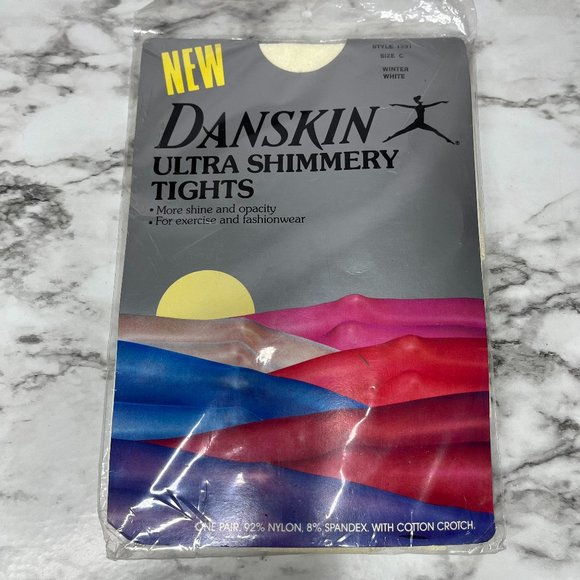 NEW
STYLE 1331
SIZE C
WINTER
WHITE
DANSKIN
®
ULTRA SHIMMERY
TIGHTS
• More shine and opacity
• For exercise and fashionwear
ONE PAIR, 92% NYLON, 8% SPANDEX, WITH COTTON CROTCH.